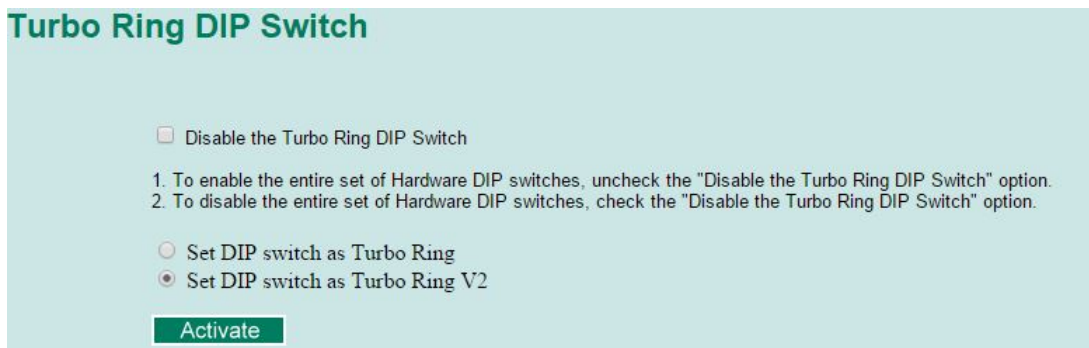 Turbo Ring DIP Switch
Disable the Turbo Ring DIP Switch
1. To enable the entire set of Hardware DIP switches, uncheck the "Disable the Turbo Ring DIP Switch" option.
2. To disable the entire set of Hardware DIP switches, check the "Disable the Turbo Ring DIP Switch" option.
Set DIP switch as Turbo Ring
Set DIP switch as Turbo Ring V2
Activate